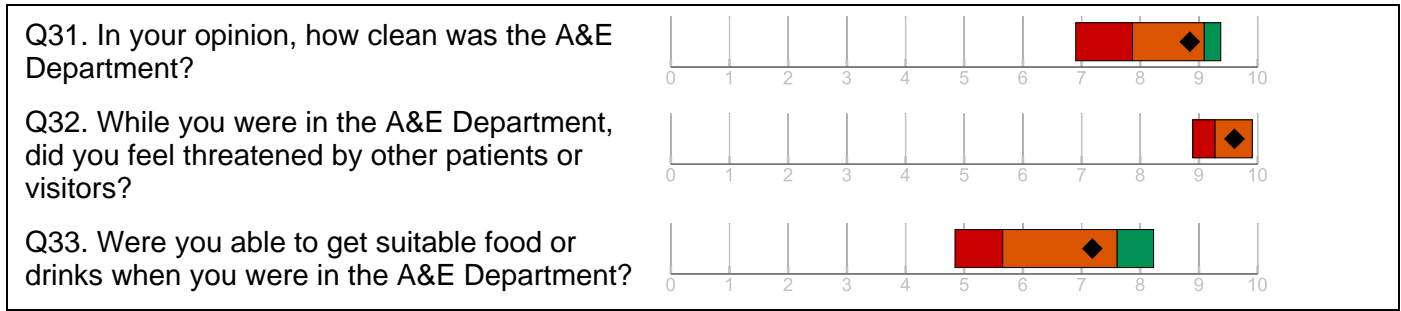 Q31. In your opinion, how clean was the A&E
Department?
0 1 2 3 4 5 6 7 8 9 10
Q32. While you were in the A&E Department,
did you feel threatened by other patients or
visitors?
0 1 2 3 4 5 6 7 8 9 10
Q33. Were you able to get suitable food or
drinks when you were in the A&E Department?
0 1 2 3 4 5 6 7 8 9 10